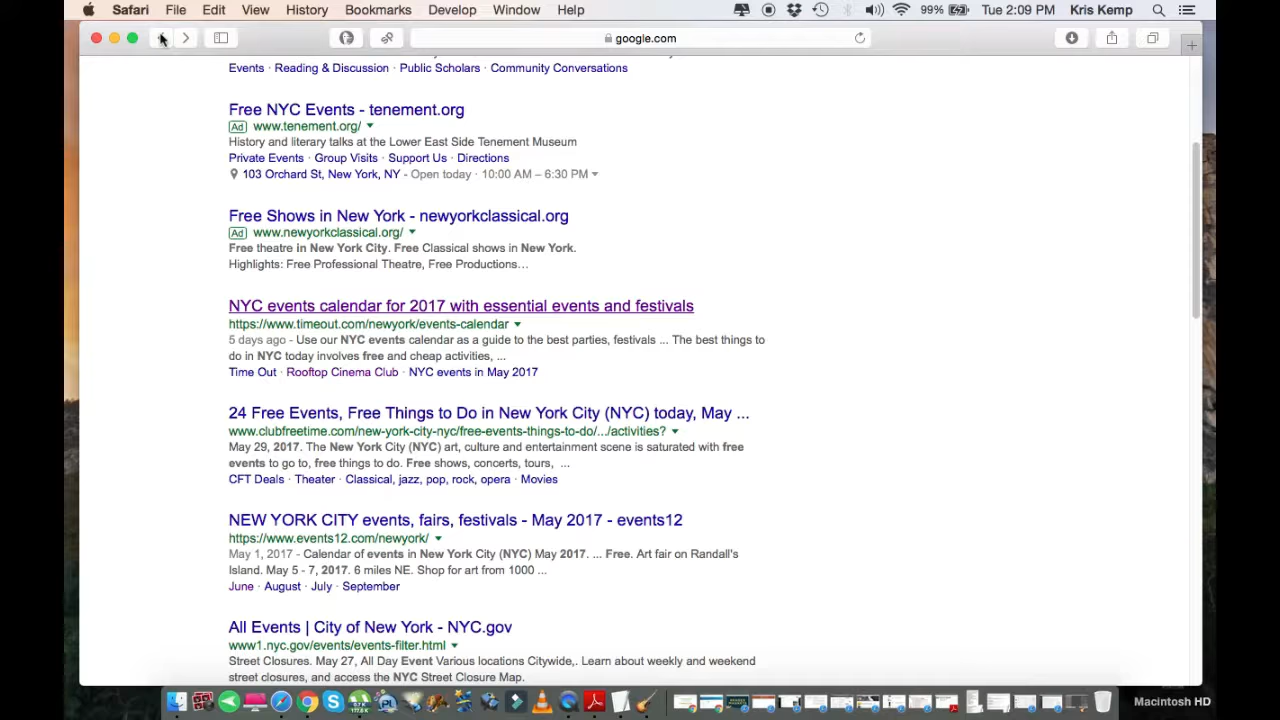 Safari File Edit View History Bookmarks Develop Window Help 99% Tue 2:09 PM Kris Kemp
google.com
Events · Reading & Discussion · Public Scholars · Community Conversations
Free NYC Events - tenement.org
Ad www.tenement.org/
History and literary talks at the Lower East Side Tenement Museum
Private Events · Group Visits · Support Us · Directions
103 Orchard St, New York, NY - Open today · 10:00 AM – 6:30 PM
Free Shows in New York - newyorkclassical.org
Ad www.newyorkclassical.org/
Free theatre in New York City. Free Classical shows in New York.
Highlights: Free Professional Theatre, Free Productions…
NYC events calendar for 2017 with essential events and festivals
https://www.timeout.com/newyork/events-calendar
5 days ago - Use our NYC events calendar as a guide to the best parties, festivals ... The best things to
do in NYC today involves free and cheap activities, ...
Time Out · Rooftop Cinema Club · NYC events in May 2017
24 Free Events, Free Things to Do in New York City (NYC) today, May ...
www.clubfreetime.com/new-york-city-nyc/free-events-things-to-do/.../activities?
May 29, 2017. The New York City (NYC) art, culture and entertainment scene is saturated with free
events to go to, free things to do. Free shows, concerts, tours, ...
CFT Deals · Theater · Classical, jazz, pop, rock, opera · Movies
NEW YORK CITY events, fairs, festivals - May 2017 - events12
https://www.events12.com/newyork/
May 1, 2017 - Calendar of events in New York City (NYC) May 2017. ... Free. Art fair on Randall's
Island. May 5 - 7, 2017. 6 miles NE. Shop for art from 1000 ...
June · August · July · September
All Events | City of New York - NYC.gov
www1.nyc.gov/events/events-filter.html
Street Closures. May 27, All Day Event Various locations Citywide,. Learn about weekly and weekend
street closures, and access the NYC Street Closure Map.
Macintosh HD